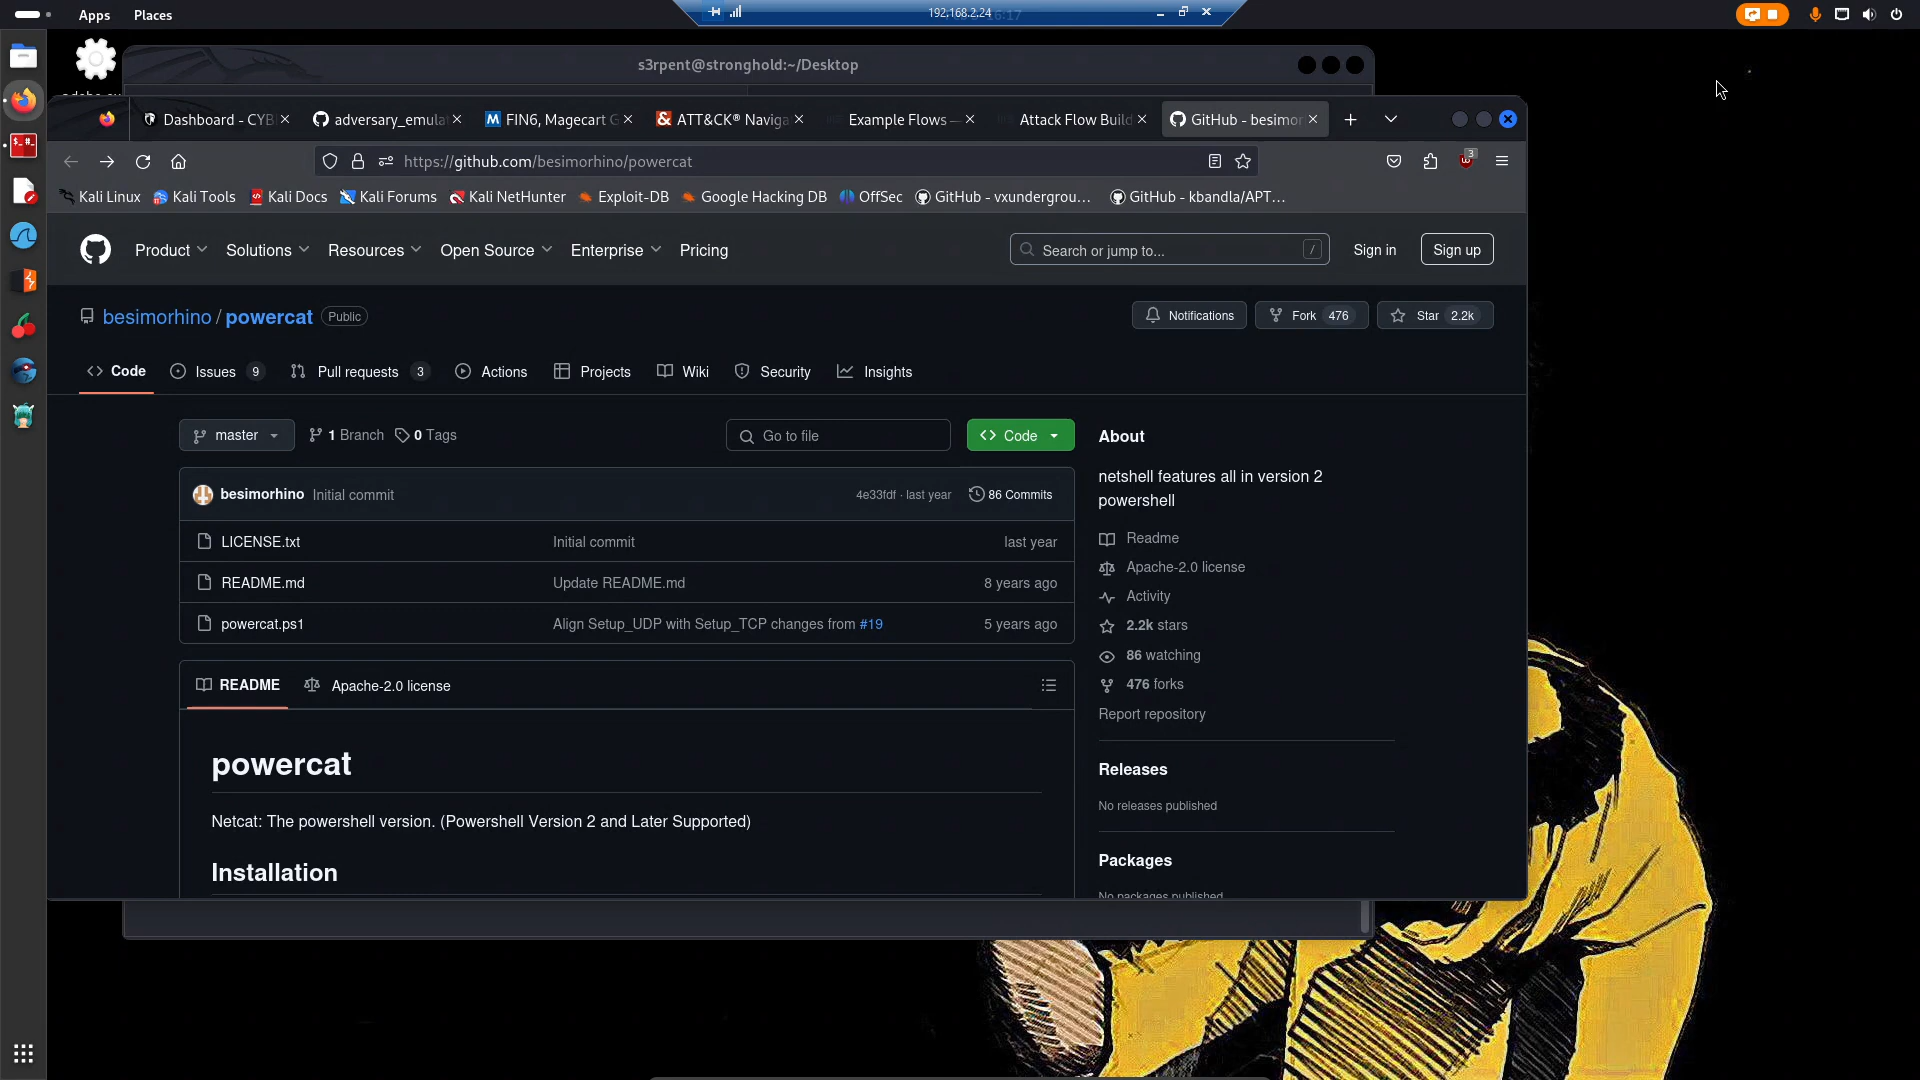 Apps
Places
192.168.2.24
s3rpent@stronghold:~/Desktop
Dashboard - CYB
adversary_emula
FIN6, Magecart G
ATT&CK® Naviga
Example Flows —
Attack Flow Build
GitHub - besimor
https://github.com/besimorhino/powercat
3
Kali Linux
Kali Tools
Kali Docs
Kali Forums
Kali NetHunter
Exploit-DB
Google Hacking DB
OffSec
GitHub - vxundergrou...
GitHub - kbandla/APT...
Product
Solutions
Resources
Open Source
Enterprise
Pricing
Search or jump to...
/
Sign in
Sign up
besimorhino / powercat
Public
Notifications
Fork 476
Star 2.2k
Code
Issues 9
Pull requests 3
Actions
Projects
Wiki
Security
Insights
master
1 Branch
0 Tags
Go to file
Code
besimorhino Initial commit
4e33fdf · last year
86 Commits
LICENSE.txt
Initial commit
last year
README.md
Update README.md
8 years ago
powercat.ps1
Align Setup_UDP with Setup_TCP changes from #19
5 years ago
README
Apache-2.0 license
powercat
Netcat: The powershell version. (Powershell Version 2 and Later Supported)
Installation
About
netshell features all in version 2
powershell
Readme
Apache-2.0 license
Activity
2.2k stars
86 watching
476 forks
Report repository
Releases
No releases published
Packages
No packages published